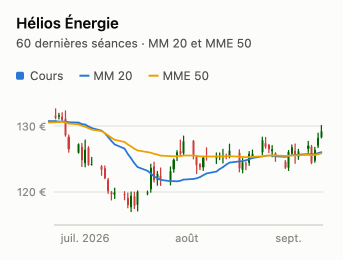 Hélios Énergie
60 dernières séances · MM 20 et MME 50
Cours MM 20 MME 50
130 €
120 €
juil. 2026 août sept.